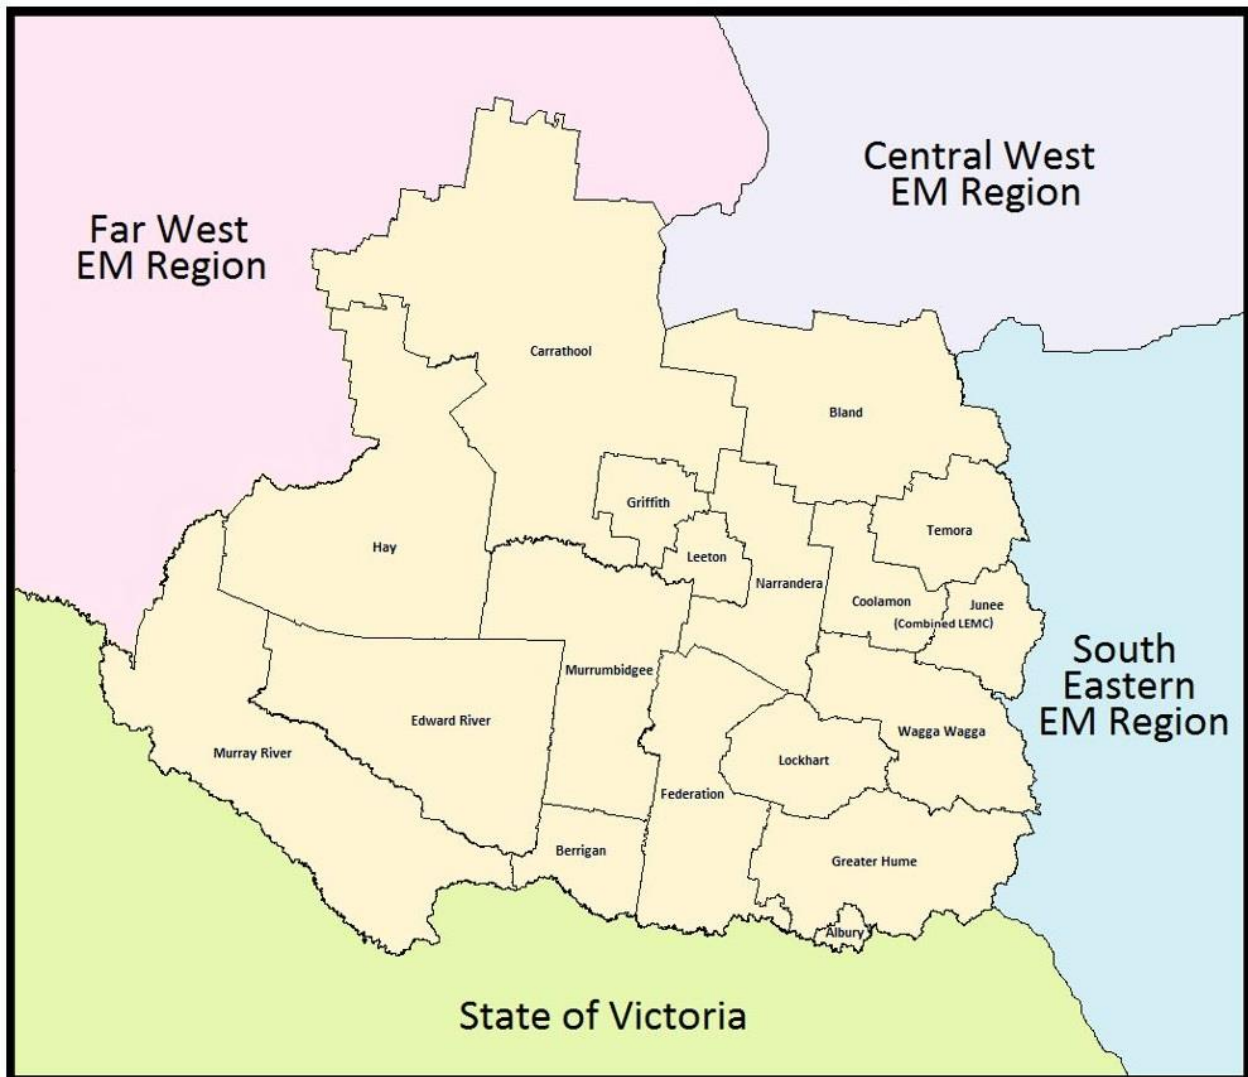 Central West
EM Region
Far West
EM Region
Carrathool
Bland
Griffith
Temora
Hay
Leeton
Narrandera
Coolamon
Junee
(Combined LEMC)
South
Eastern
EM Region
Murrumbidgee
Edward River
Wagga Wagga
Murray River
Lockhart
Federation
Berrigan
Greater Hume
Albury
State of Victoria